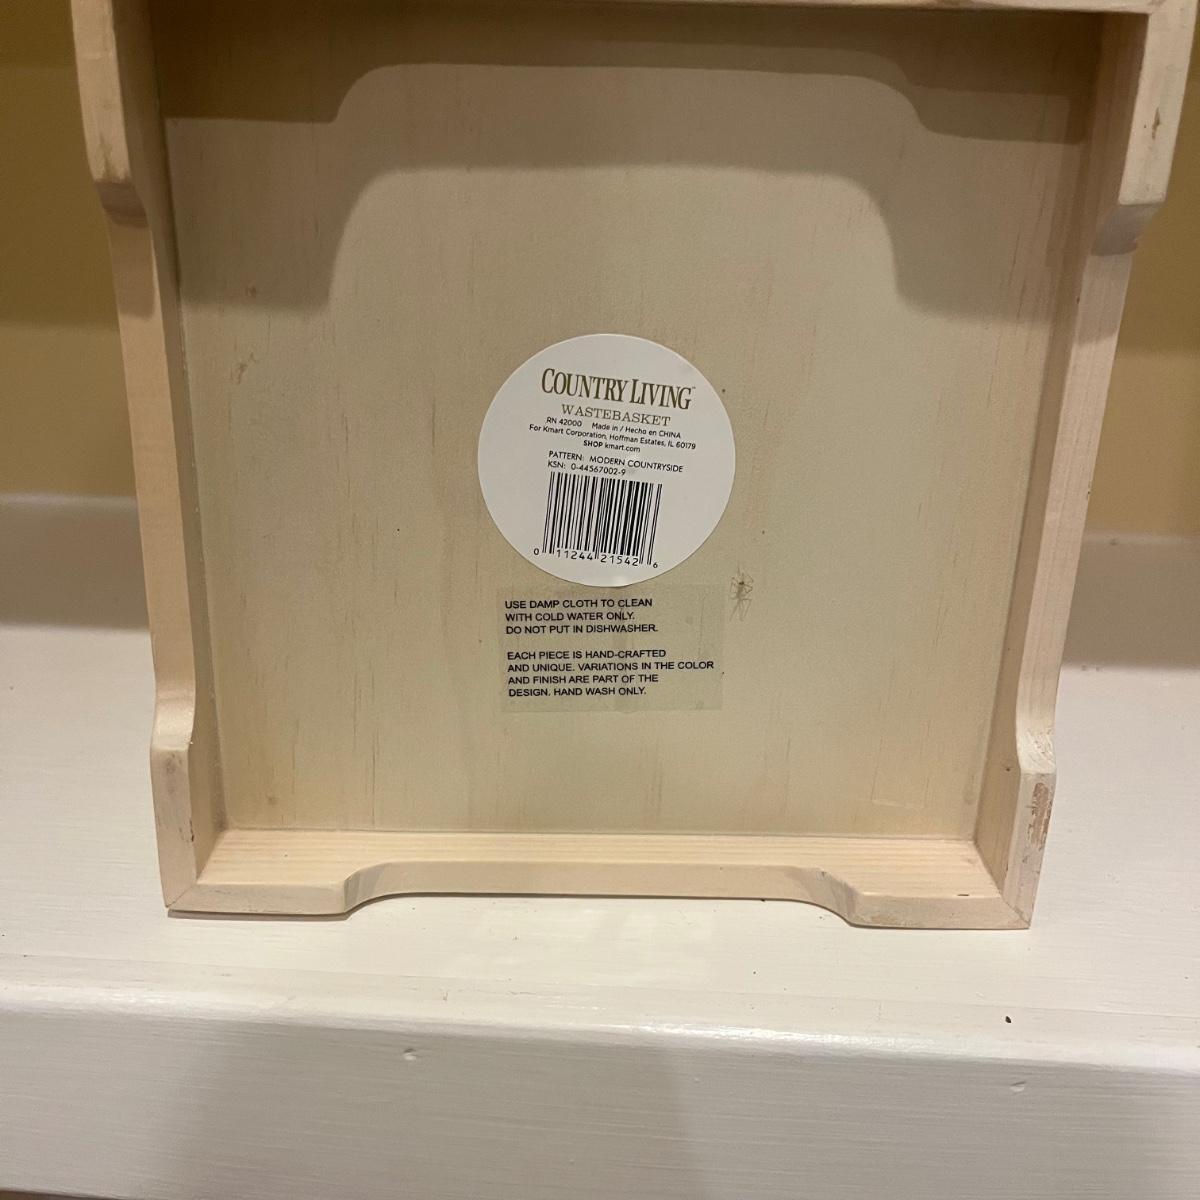 COUNTRY LIVING™
WASTEBASKET
RN 42000 Made in / Hecho en CHINA
For Kmart Corporation, Hoffman Estates, IL 60179
SHOP kmart.com
PATTERN: MODERN COUNTRYSIDE
KSN: 0-44567002-9
0 11244 21542 6
USE DAMP CLOTH TO CLEAN
WITH COLD WATER ONLY.
DO NOT PUT IN DISHWASHER.
EACH PIECE IS HAND-CRAFTED
AND UNIQUE. VARIATIONS IN THE COLOR
AND FINISH ARE PART OF THE
DESIGN. HAND WASH ONLY.